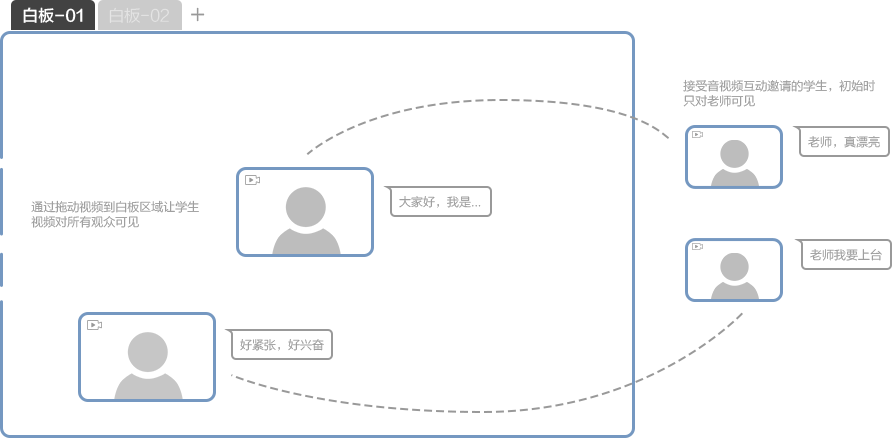 白板-01 白板-02 +
接受音视频互动邀请的学生，初始时
只对老师可见
老师，真漂亮
通过拖动视频到白板区域让学生
视频对所有观众可见
大家好，我是...
老师我要上台
好紧张，好兴奋